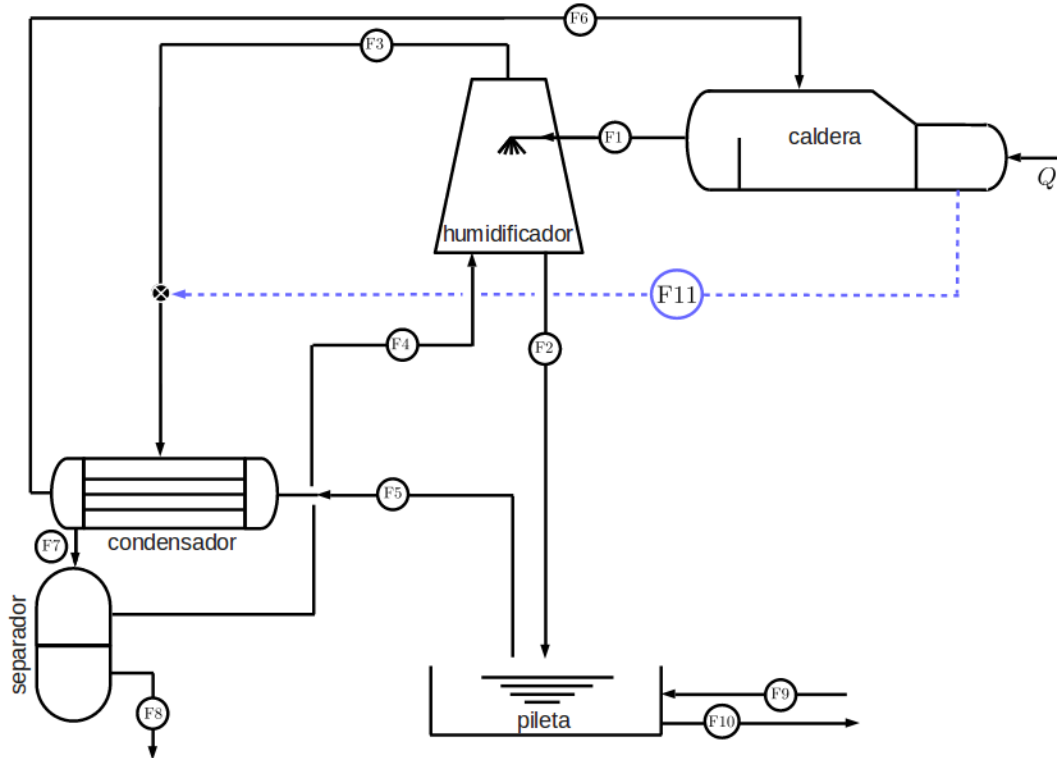 F6
F3
F1
caldera
Q
humidificador
F11
F4
F2
F5
F7
condensador
separador
F9
F8
F10
pileta